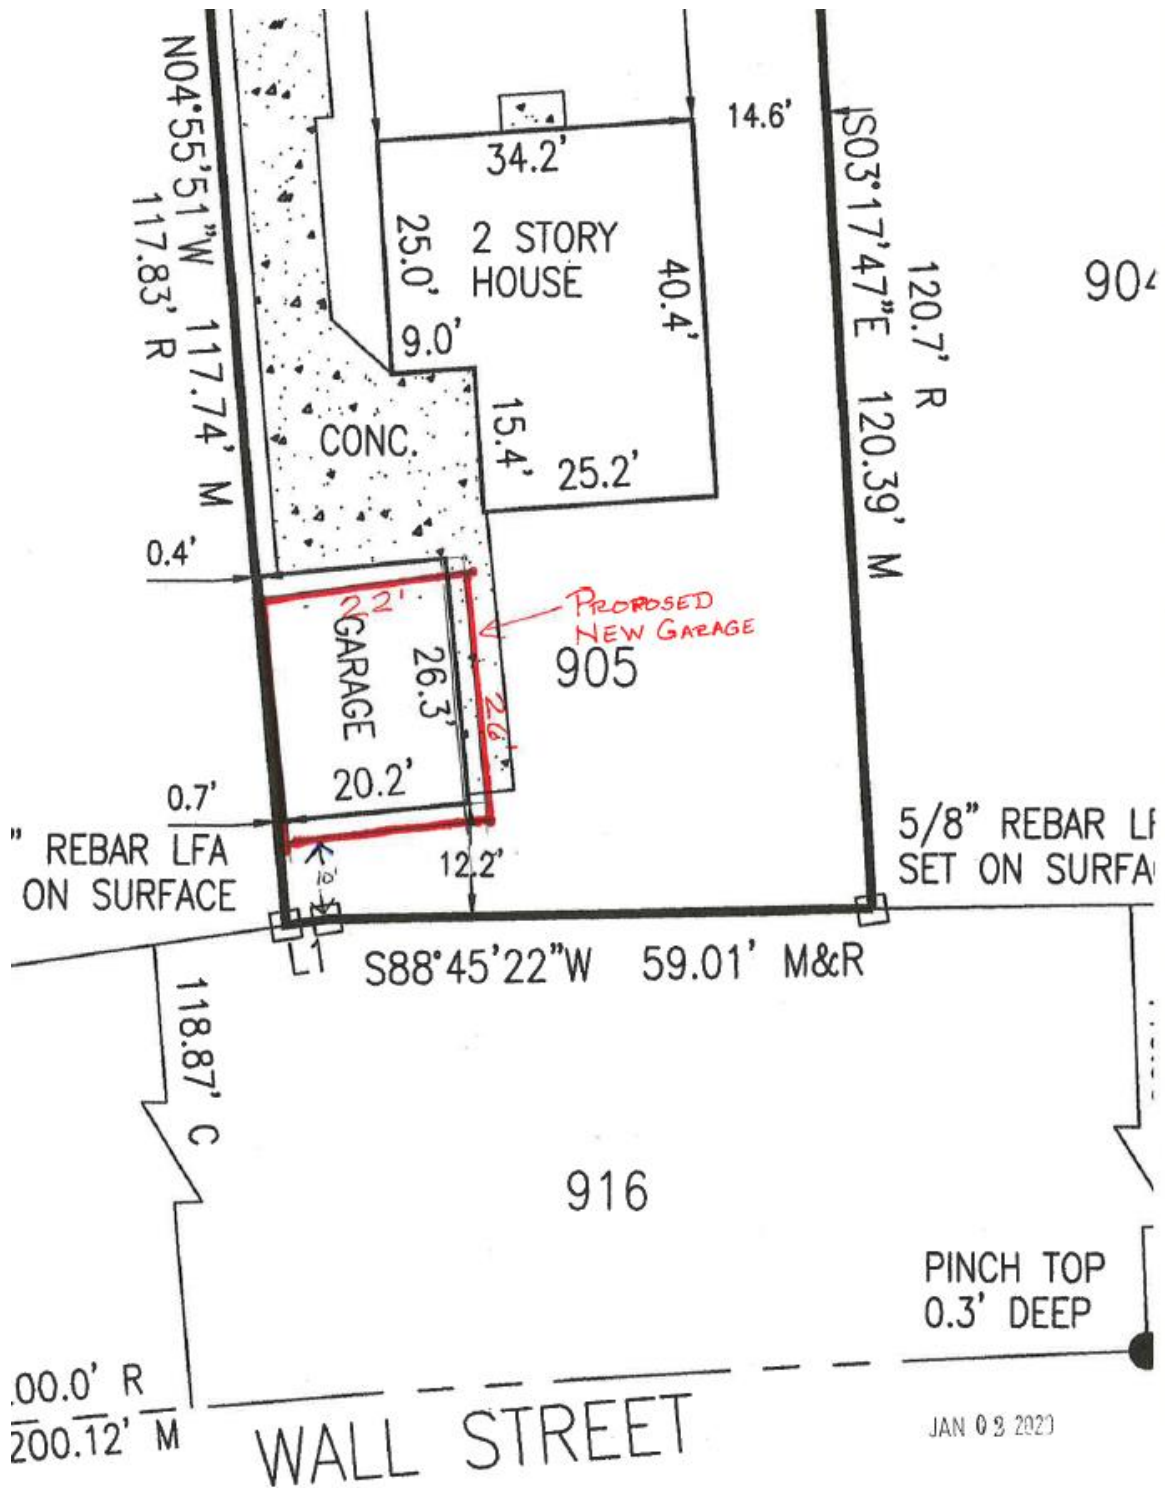 N04°55'51"W 117.74' M
117.83' R
14.6'
34.2'
S03°17'47"E 120.39' M
120.7' R
25.0'
2 STORY
HOUSE
40.4'
904
9.0'
15.4'
CONC.
25.2'
0.4'
22'
PROPOSED
NEW GARAGE
GARAGE
26.3'
905
26'
20.2'
0.7'
" REBAR LFA
ON SURFACE
10'
12.2'
5/8" REBAR LF
SET ON SURFA
L1
S88°45'22"W 59.01' M&R
118.87' C
916
PINCH TOP
0.3' DEEP
00.0' R
200.12' M
WALL STREET
JAN 03 2020